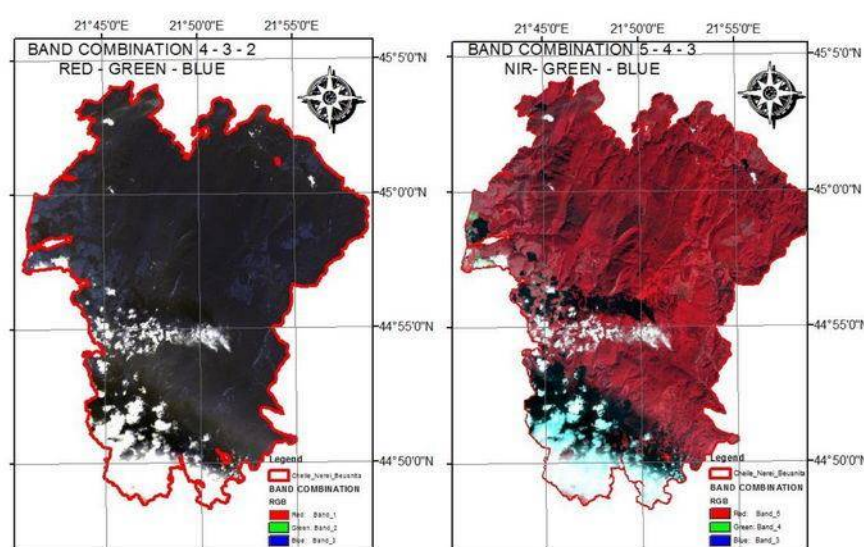 21°45'0"E 21°50'0"E 21°55'0"E
BAND COMBINATION 4 - 3 - 2
RED - GREEN - BLUE
45°5'0"N
45°0'0"N
44°55'0"N
44°50'0"N
Legend
Cheile_Nerei_Beusnita
BAND COMBINATION
RGB
Red: Band_1
Green: Band_2
Blue: Band_3
21°45'0"E 21°50'0"E 21°55'0"E
BAND COMBINATION 5 - 4 - 3
NIR- GREEN - BLUE
45°5'0"N
45°0'0"N
44°55'0"N
44°50'0"N
Legend
Cheile_Nerei_Beusnita
BAND COMBINATION
RGB
Red: Band_5
Green: Band_4
Blue: Band_3